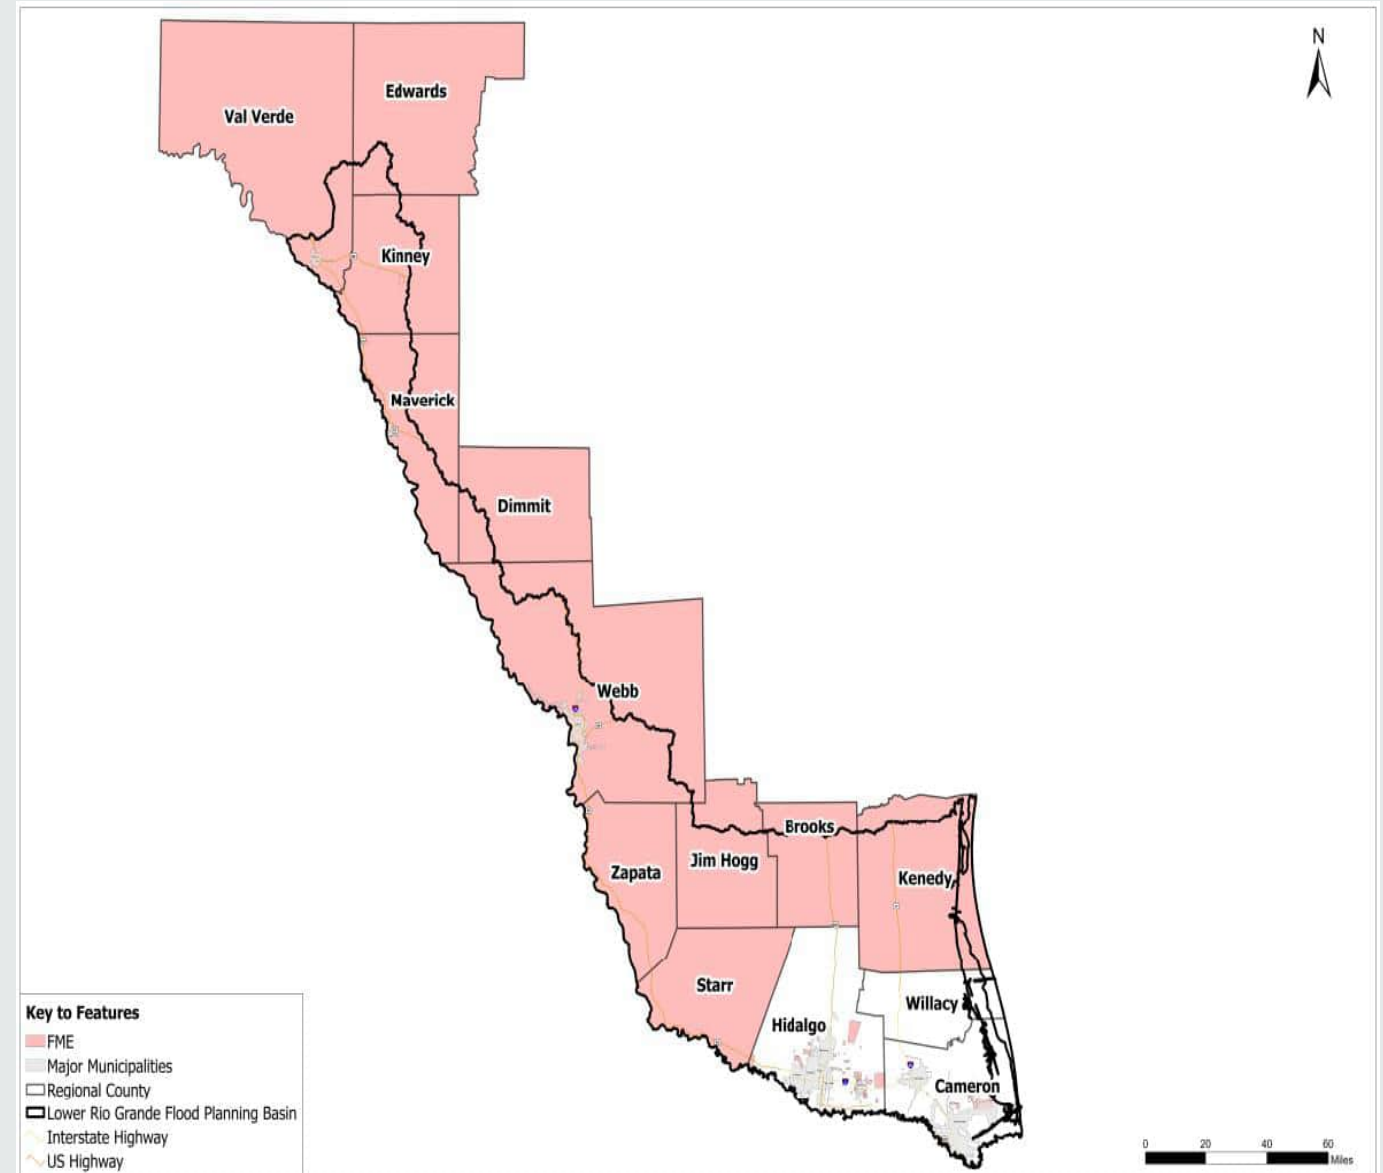 N
Edwards
Val Verde
Kinney
Maverick
Dimmit
Webb
Brooks
Jim Hogg
Zapata
Kenedy
Starr
Willacy
Hidalgo
Cameron
Key to Features
FME
Major Municipalities
Regional County
Lower Rio Grande Flood Planning Basin
Interstate Highway
US Highway
0 20 40 60
Miles